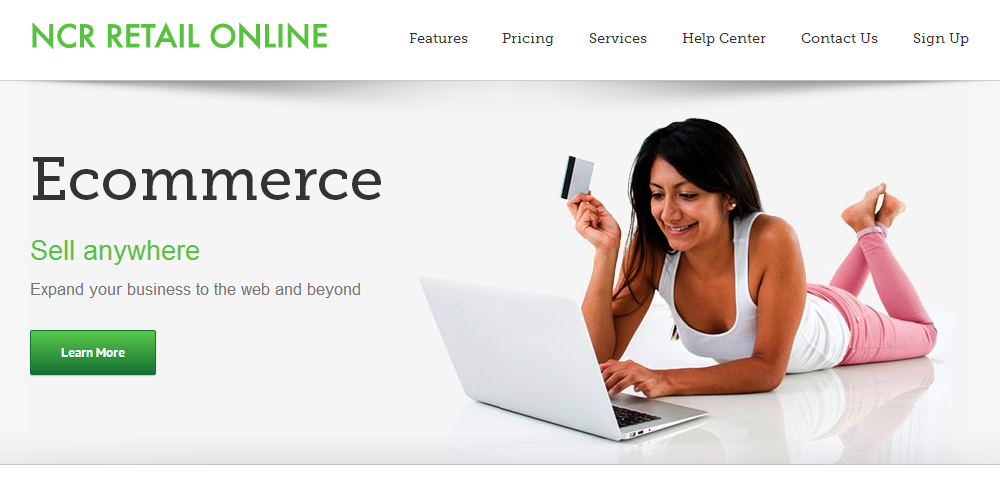 NCR RETAIL ONLINE
Features Pricing Services Help Center Contact Us Sign Up
Ecommerce
Sell anywhere
Expand your business to the web and beyond
Learn More